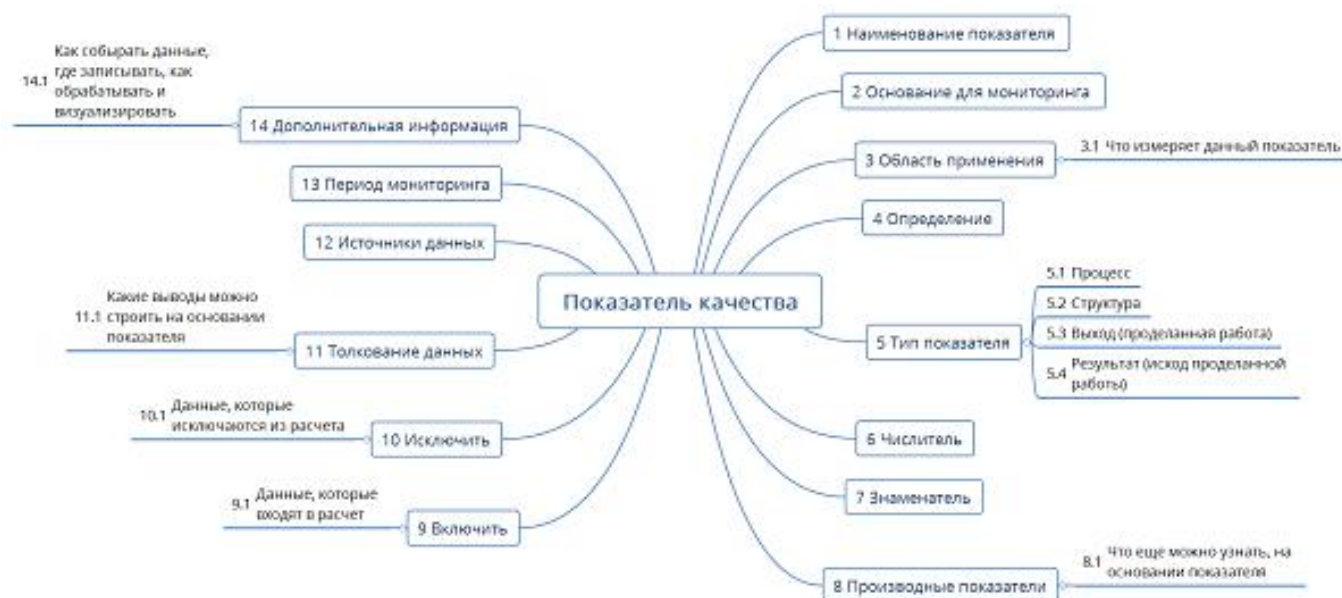 Показатель качества
1 Наименование показателя
2 Основание для мониторинга
3 Область применения
3.1 Что измеряет данный показатель
4 Определение
5 Тип показателя
5.1 Процесс
5.2 Структура
5.3 Выход (проделанная работа)
5.4 Результат (исход проделанной
работы)
6 Числитель
7 Знаменатель
8 Производные показатели
8.1 Что еще можно узнать, на
основании показателя
9 Включить
9.1 Данные, которые
входят в расчет
10 Исключить
10.1 Данные, которые
исключаются из расчета
11 Толкование данных
11.1 Какие выводы можно
строить на основании
показателя
12 Источники данных
13 Период мониторинга
14 Дополнительная информация
14.1 Как собырать данные,
где записывать, как
обрабатывать и
визуализировать